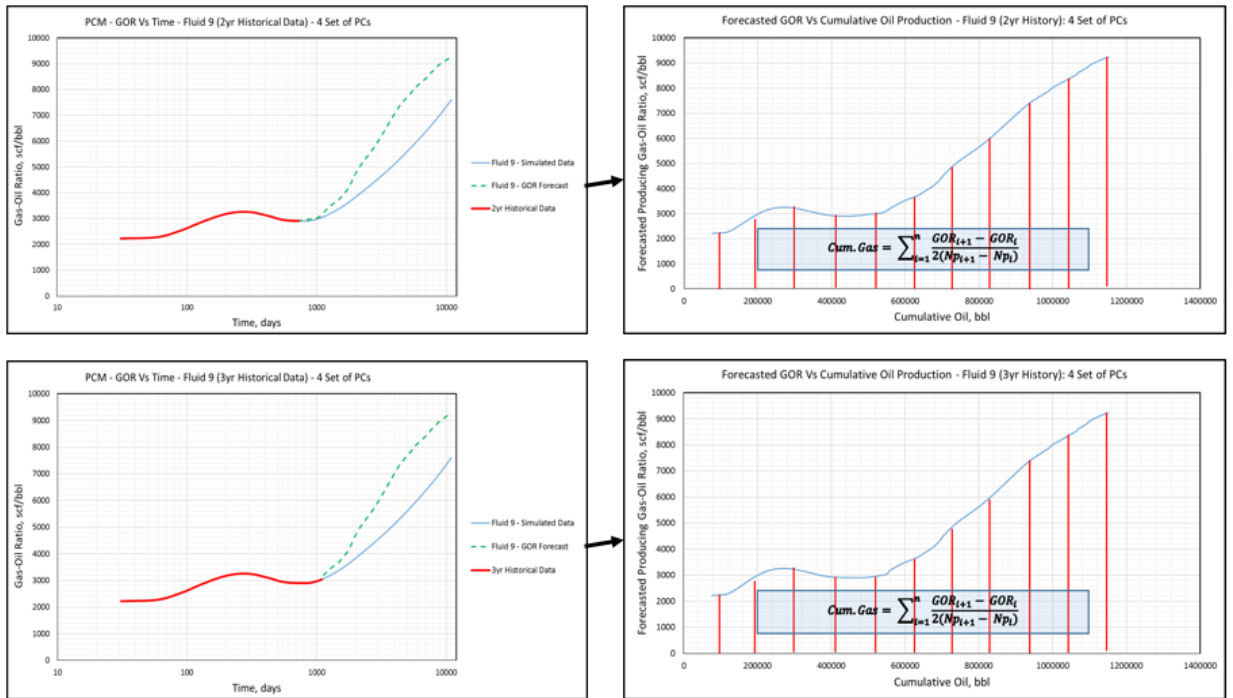 PCM - GOR Vs Time - Fluid 9 (2yr Historical Data) - 4 Set of PCs
Gas-Oil Ratio, scf/bbl
10000
9000
8000
7000
6000
5000
4000
3000
2000
1000
0
10 100 1000 10000
Time, days
Fluid 9 - Simulated Data
Fluid 9 - GOR Forecast
2yr Historical Data
Forecasted GOR Vs Cumulative Oil Production - Fluid 9 (2yr History): 4 Set of PCs
Forecasted Producing Gas-Oil Ratio, scf/bbl
10000
9000
8000
7000
6000
5000
4000
3000
2000
1000
0
Cum. Gas = ∑ⁿᵢ₌₁ (GORᵢ₊₁ − GORᵢ) / 2(Npᵢ₊₁ − Npᵢ)
0 200000 400000 600000 800000 1000000 1200000 1400000
Cumulative Oil, bbl
PCM - GOR Vs Time - Fluid 9 (3yr Historical Data) - 4 Set of PCs
Gas-Oil Ratio, scf/bbl
10000
9000
8000
7000
6000
5000
4000
3000
2000
1000
0
10 100 1000 10000
Time, days
Fluid 9 - Simulated Data
Fluid 9 - GOR Forecast
3yr Historical Data
Forecasted GOR Vs Cumulative Oil Production - Fluid 9 (3yr History): 4 Set of PCs
Forecasted Producing Gas-Oil Ratio, scf/bbl
10000
9000
8000
7000
6000
5000
4000
3000
2000
1000
0
Cum. Gas = ∑ⁿᵢ₌₁ (GORᵢ₊₁ − GORᵢ) / 2(Npᵢ₊₁ − Npᵢ)
0 200000 400000 600000 800000 1000000 1200000 1400000
Cumulative Oil, bbl